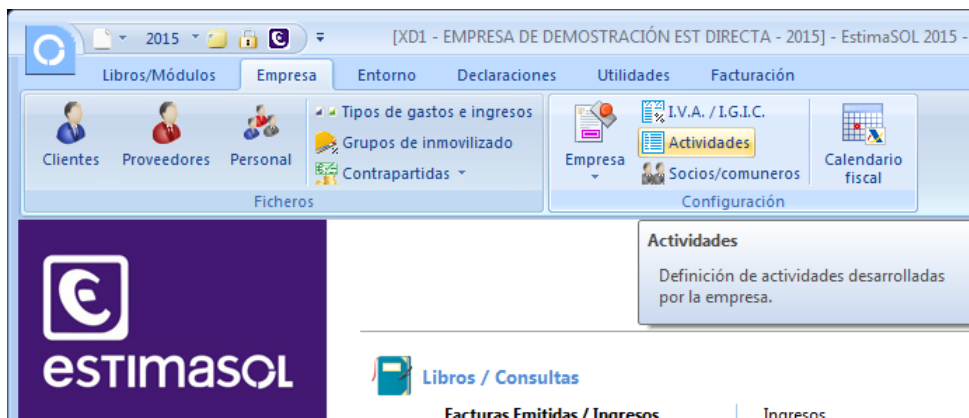 2015
[XD1 - EMPRESA DE DEMOSTRACIÓN EST DIRECTA - 2015] - EstimaSOL 2015 -
Libros/Módulos Empresa Entorno Declaraciones Utilidades Facturación
Clientes
Proveedores
Personal
Tipos de gastos e ingresos
Grupos de inmovilizado
Contrapartidas
Ficheros
Empresa
I.V.A. / I.G.I.C.
Actividades
Socios/comuneros
Calendario
fiscal
Configuración
Actividades
Definición de actividades desarrolladas
por la empresa.
estimasol
Libros / Consultas
Facturas Emitidas / Ingresos
Ingresos